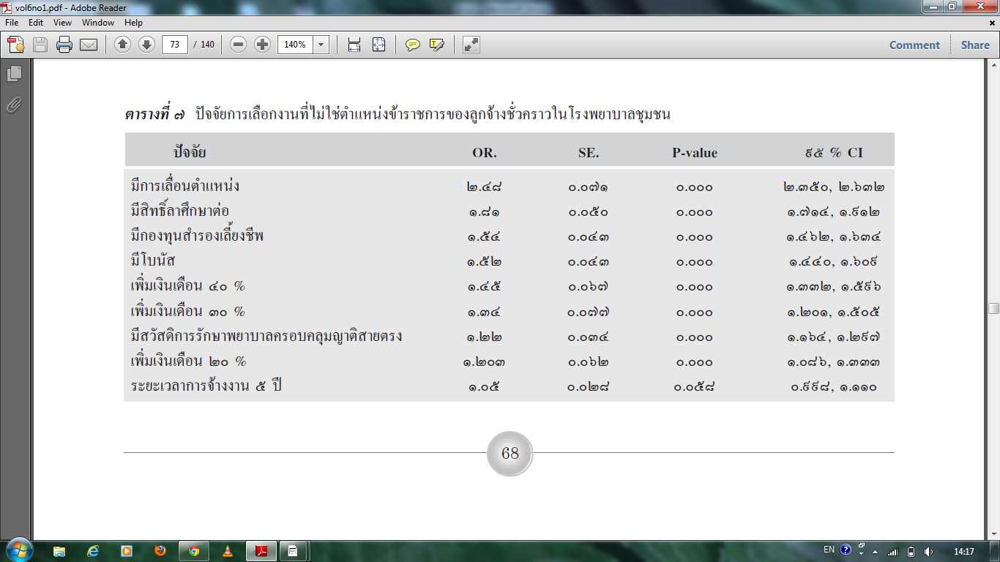 vol6no1.pdf - Adobe Reader
File Edit View Window Help
73 / 140 140% Comment Share
ตารางที่ ๗ ปัจจัยการเลือกงานที่ไม่ใช่ตำแหน่งข้าราชการของลูกจ้างชั่วคราวในโรงพยาบาลชุมชน
ปัจจัย OR. SE. P-value ๙๕ % CI
มีการเลื่อนตำแหน่ง ๒.๔๘ ๐.๐๗๑ ๐.๐๐๐ ๒.๓๕๐, ๒.๖๓๒
มีสิทธิ์ลาศึกษาต่อ ๑.๘๑ ๐.๐๕๐ ๐.๐๐๐ ๑.๗๑๔, ๑.๙๑๒
มีกองทุนสำรองเลี้ยงชีพ ๑.๕๔ ๐.๐๔๓ ๐.๐๐๐ ๑.๔๖๒, ๑.๖๓๔
มีโบนัส ๑.๕๒ ๐.๐๔๓ ๐.๐๐๐ ๑.๔๔๐, ๑.๖๐๙
เพิ่มเงินเดือน ๔๐ % ๑.๔๕ ๐.๐๖๗ ๐.๐๐๐ ๑.๓๓๒, ๑.๕๙๖
เพิ่มเงินเดือน ๓๐ % ๑.๓๔ ๐.๐๗๗ ๐.๐๐๐ ๑.๒๐๑, ๑.๕๐๕
มีสวัสดิการรักษาพยาบาลครอบคลุมญาติสายตรง ๑.๒๒ ๐.๐๓๔ ๐.๐๐๐ ๑.๑๖๔, ๑.๒๙๗
เพิ่มเงินเดือน ๒๐ % ๑.๒๐๓ ๐.๐๖๒ ๐.๐๐๐ ๑.๐๘๖, ๑.๓๓๓
ระยะเวลาการจ้างงาน ๕ ปี ๑.๐๕ ๐.๐๒๘ ๐.๐๕๘ ๐.๙๙๘, ๑.๑๑๐
68
EN 14:17